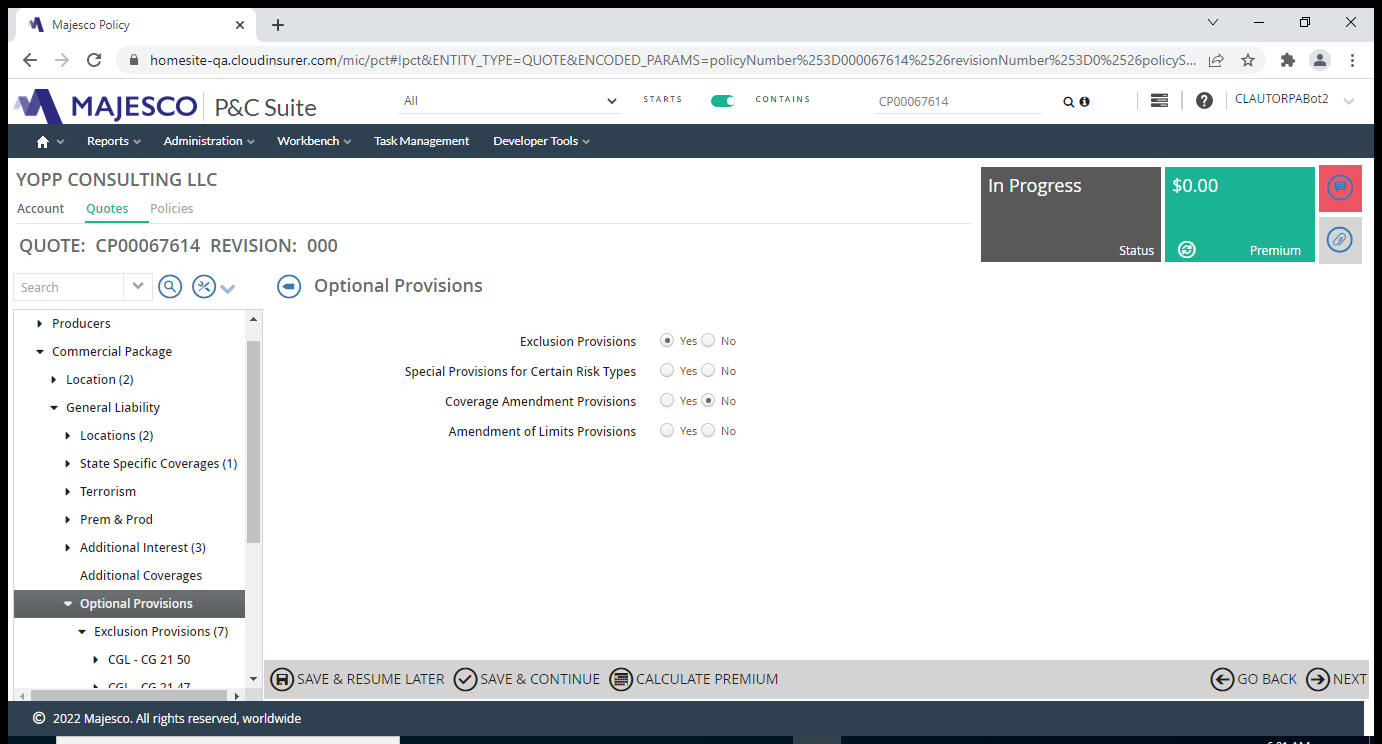 Majesco Policy
homesite-qa.cloudinsurer.com/mic/pct#!pct&ENTITY_TYPE=QUOTE&ENCODED_PARAMS=policyNumber%253D000067614%2526revisionNumber%253D0%2526policyS...
MAJESCO P&C Suite
All
STARTS
CONTAINS
CP00067614
CLAUTORPABot2
Reports
Administration
Workbench
Task Management
Developer Tools
YOPP CONSULTING LLC
Account Quotes Policies
In Progress
Status
$0.00
Premium
QUOTE: CP00067614 REVISION: 000
Search
Optional Provisions
Producers
Commercial Package
Location (2)
General Liability
Locations (2)
State Specific Coverages (1)
Terrorism
Prem & Prod
Additional Interest (3)
Additional Coverages
Optional Provisions
Exclusion Provisions (7)
CGL - CG 21 50
CGL - CG 21 47
Exclusion Provisions Yes No
Special Provisions for Certain Risk Types Yes No
Coverage Amendment Provisions Yes No
Amendment of Limits Provisions Yes No
SAVE & RESUME LATER
SAVE & CONTINUE
CALCULATE PREMIUM
GO BACK
NEXT
© 2022 Majesco. All rights reserved, worldwide